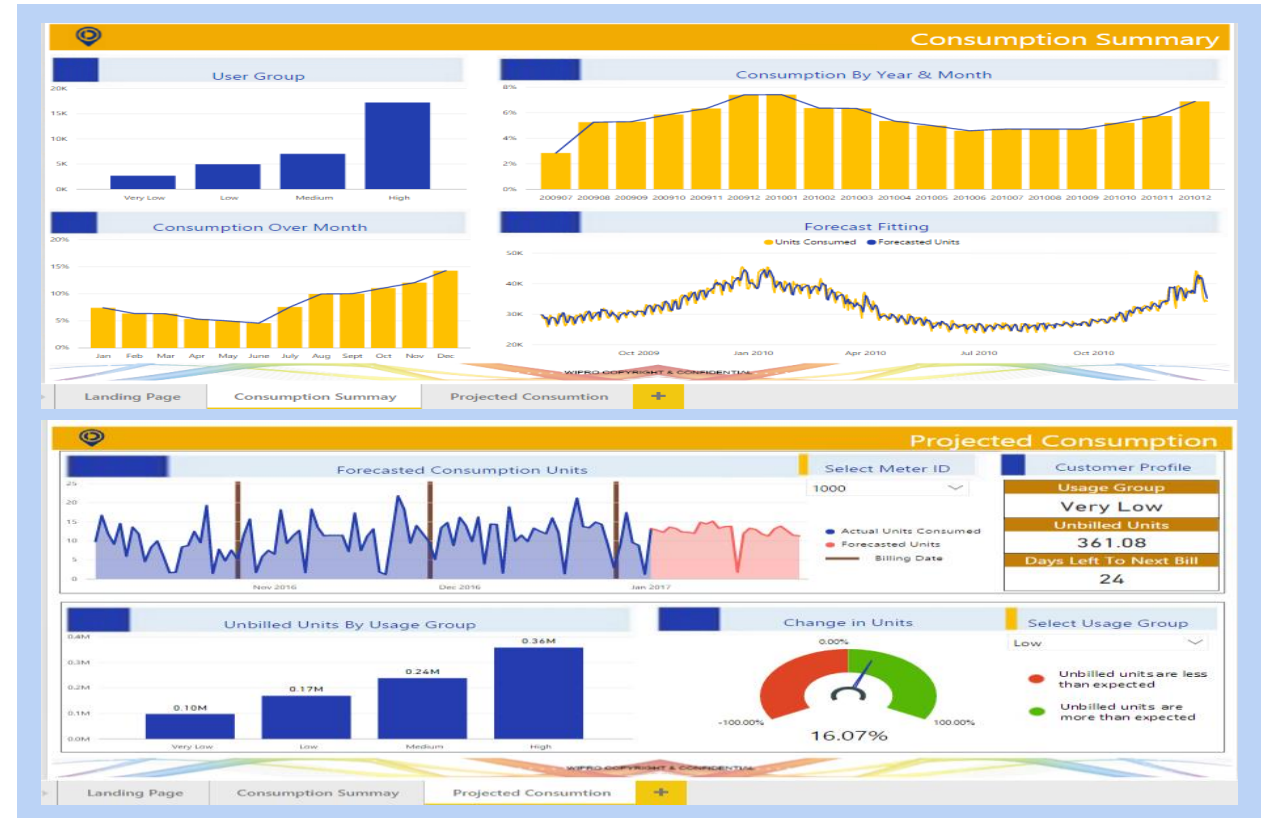 Consumption Summary
User Group
20K
15K
10K
5K
0K
Very Low Low Medium High
Consumption By Year & Month
8%
6%
4%
2%
0%
200907 200908 200909 200910 200911 200912 201001 201002 201003 201004 201005 201006 201007 201008 201009 201010 201011 201012
Consumption Over Month
20%
15%
10%
5%
0%
Jan Feb Mar Apr May June July Aug Sept Oct Nov Dec
Forecast Fitting
Units Consumed Forecasted Units
50K
40K
30K
20K
Oct 2009 Jan 2010 Apr 2010 Jul 2010 Oct 2010
WIPRO COPYRIGHT & CONFIDENTIAL
Landing Page Consumption Summay Projected Consumtion +
Projected Consumption
Forecasted Consumption Units
25
20
15
10
5
0
Nov 2016 Dec 2016 Jan 2017
Select Meter ID
1000
Actual Units Consumed
Forecasted Units
Billing Date
Customer Profile
Usage Group
Very Low
Unbilled Units
361.08
Days Left To Next Bill
24
Unbilled Units By Usage Group
0.4M
0.3M
0.2M
0.1M
0.0M
0.10M
0.17M
0.24M
0.36M
Very Low Low Medium High
Change in Units
0.00%
-100.00%
100.00%
16.07%
Select Usage Group
Low
Unbilled units are less
than expected
Unbilled units are
more than expected
WIPRO COPYRIGHT & CONFIDENTIAL
Landing Page Consumption Summay Projected Consumtion +